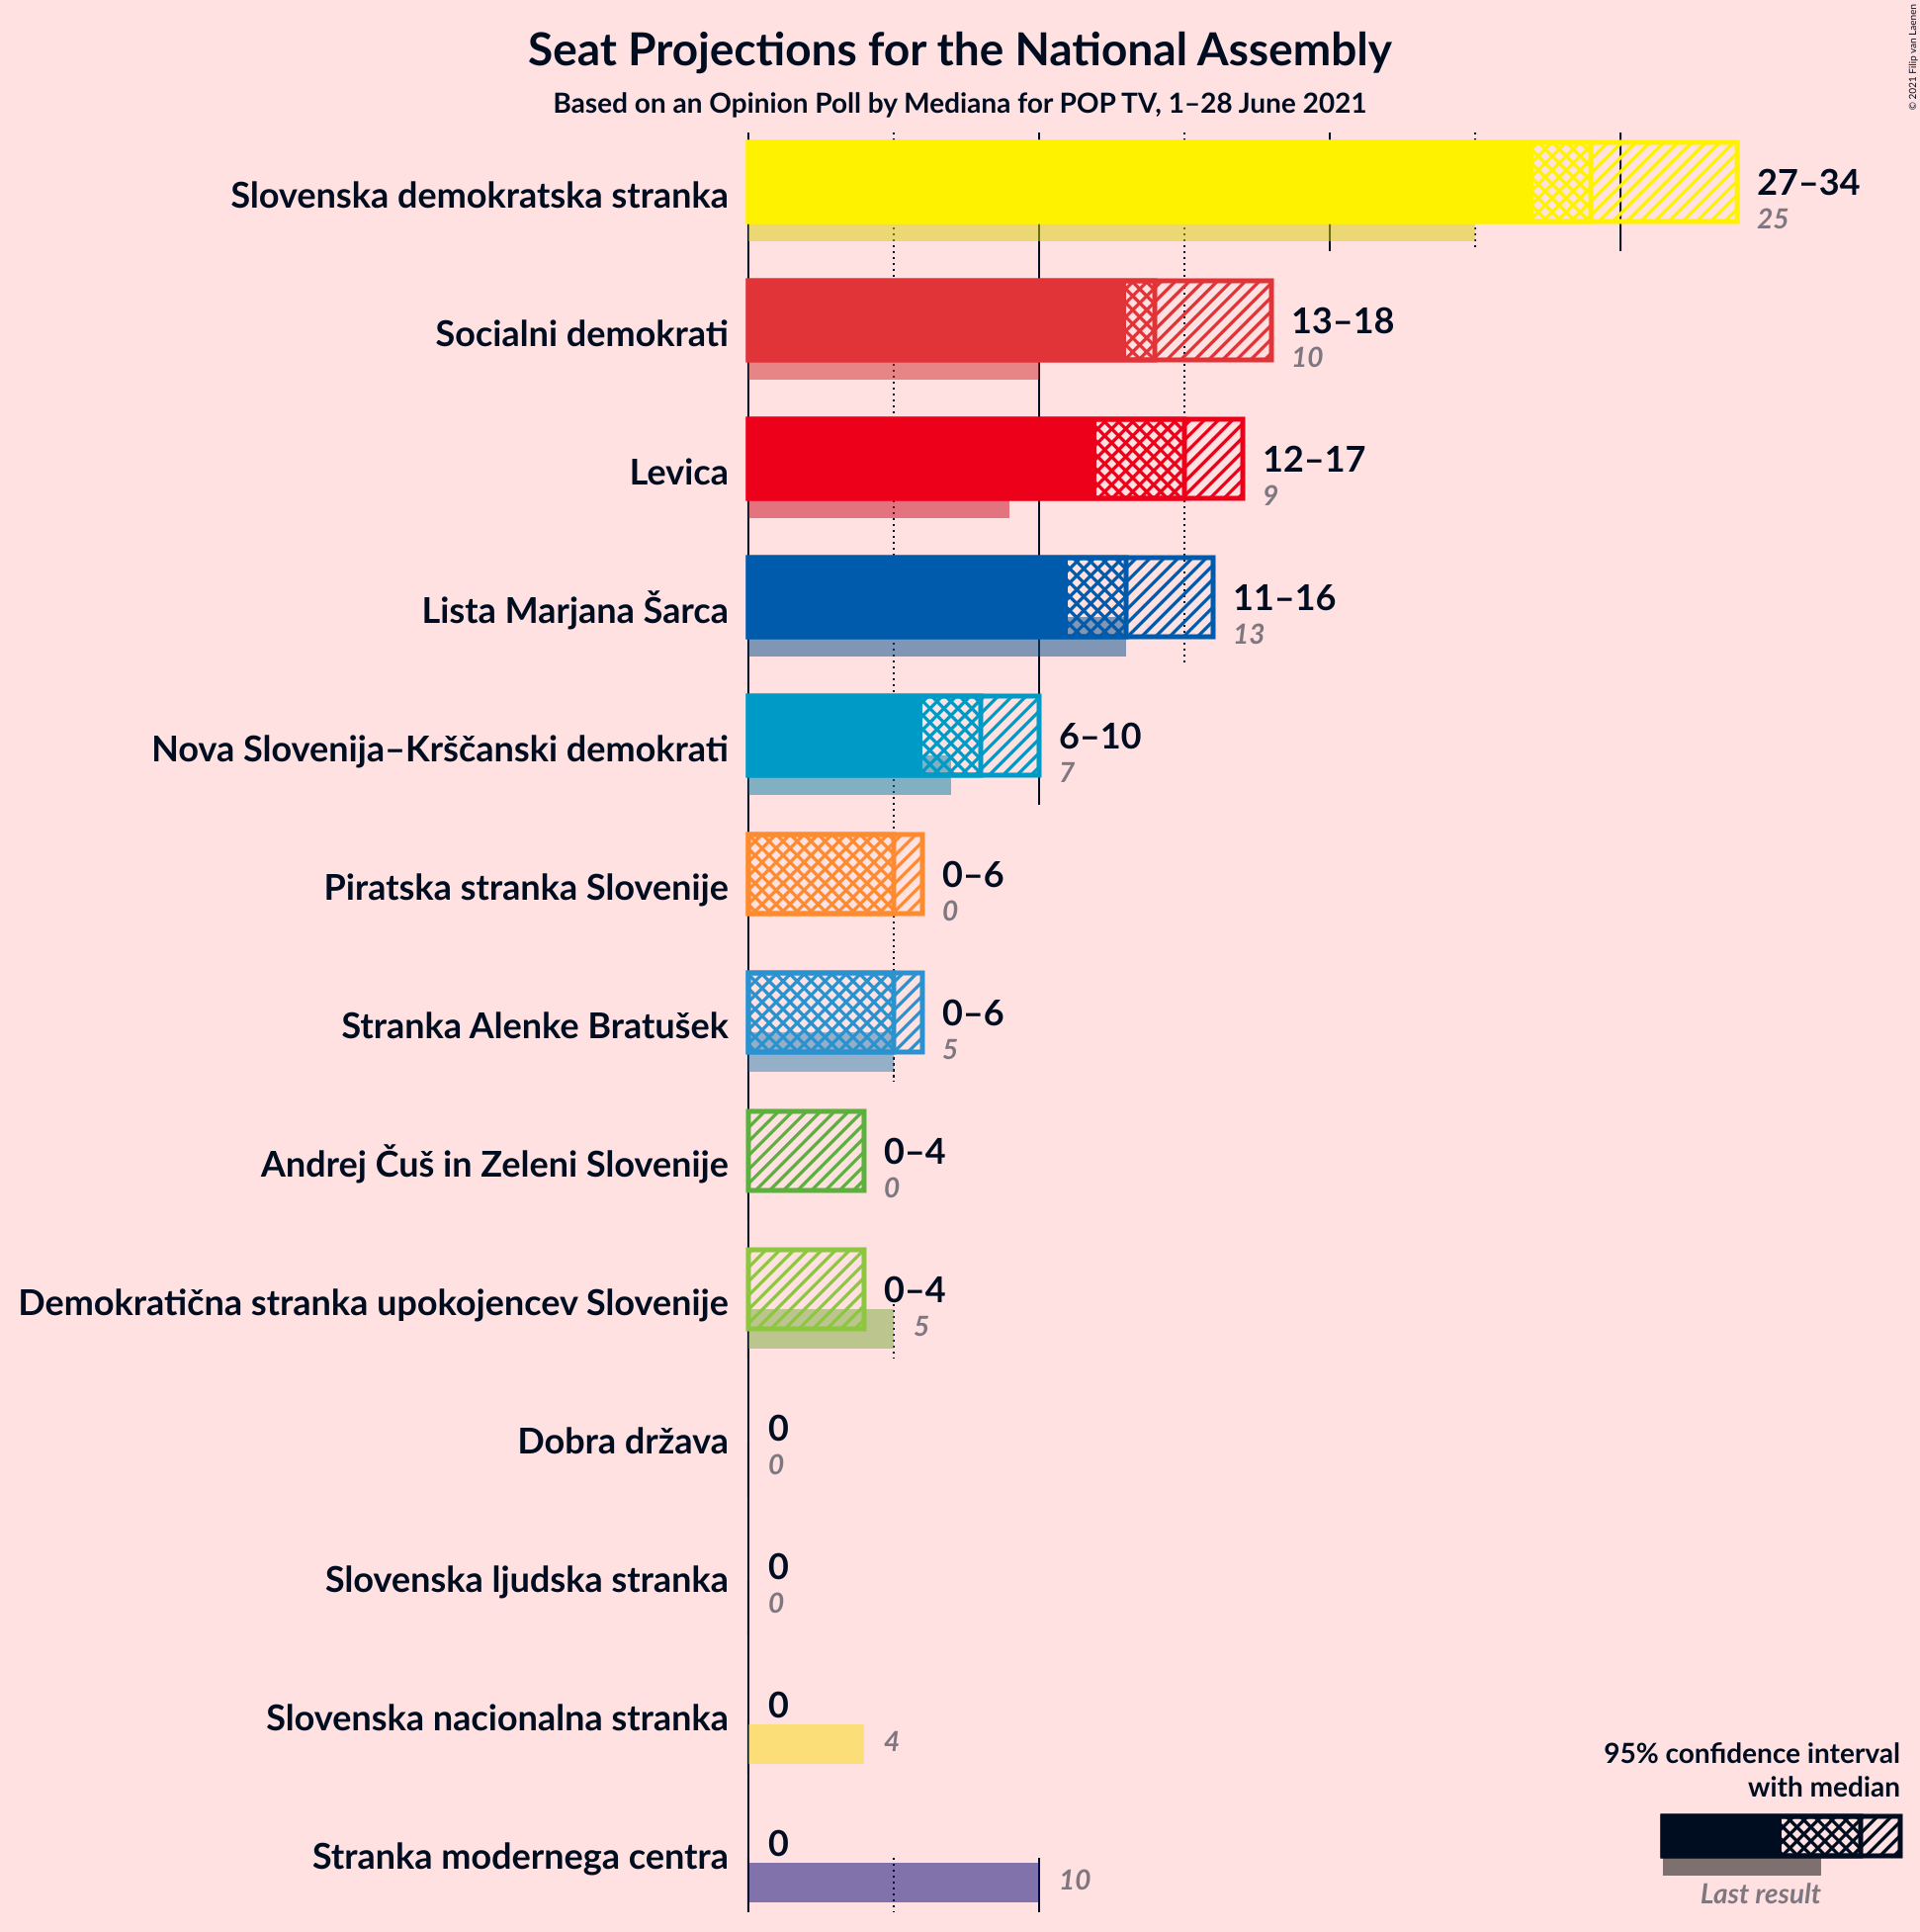 Seat Projections for the National Assembly
Based on an Opinion Poll by Mediana for POP TV, 1–28 June 2021
© 2021 Filip van Laenen
Slovenska demokratska stranka
27–34
25
Socialni demokrati
13–18
10
Levica
12–17
9
Lista Marjana Šarca
11–16
13
Nova Slovenija–Krščanski demokrati
6–10
7
Piratska stranka Slovenije
0–6
0
Stranka Alenke Bratušek
0–6
5
Andrej Čuš in Zeleni Slovenije
0–4
0
Demokratična stranka upokojencev Slovenije
0–4
5
Dobra država
0
0
Slovenska ljudska stranka
0
0
Slovenska nacionalna stranka
0
4
Stranka modernega centra
0
10
95% confidence interval
with median
Last result